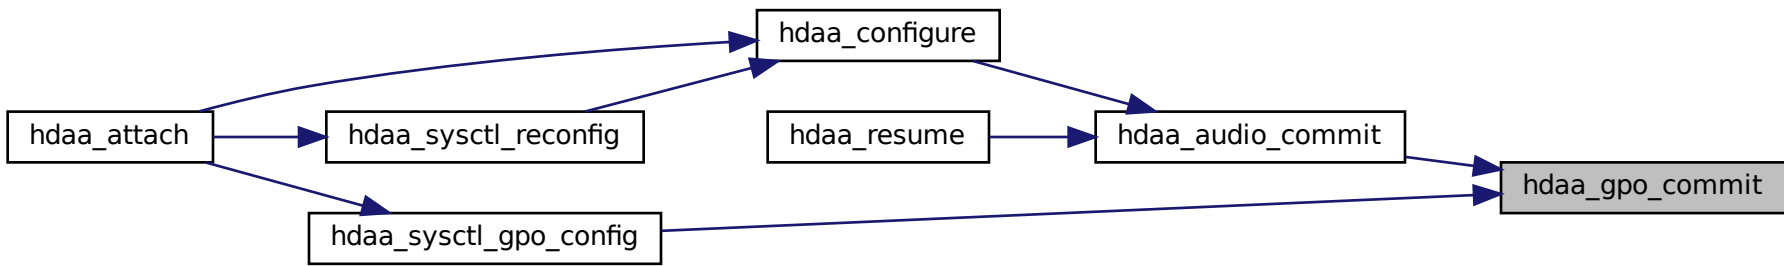 hdaa_configure
hdaa_attach
hdaa_sysctl_reconfig
hdaa_resume
hdaa_audio_commit
hdaa_gpo_commit
hdaa_sysctl_gpo_config